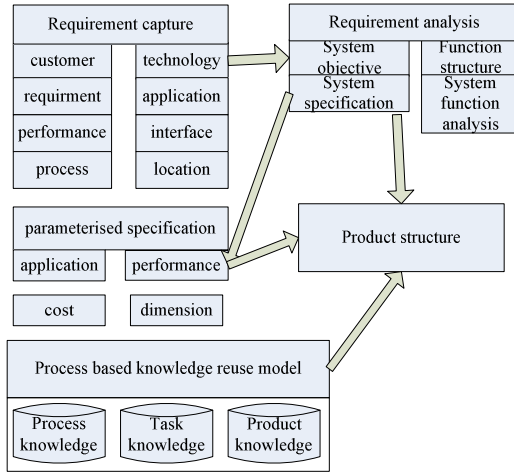 Requirement capture
customer
technology
requirment
application
performance
interface
process
location
Requirement analysis
System
objective
Function
structure
System
specification
System
function
analysis
parameterised specification
application
performance
cost
dimension
Product structure
Process based knowledge reuse model
Process
knowledge
Task
knowledge
Product
knowledge